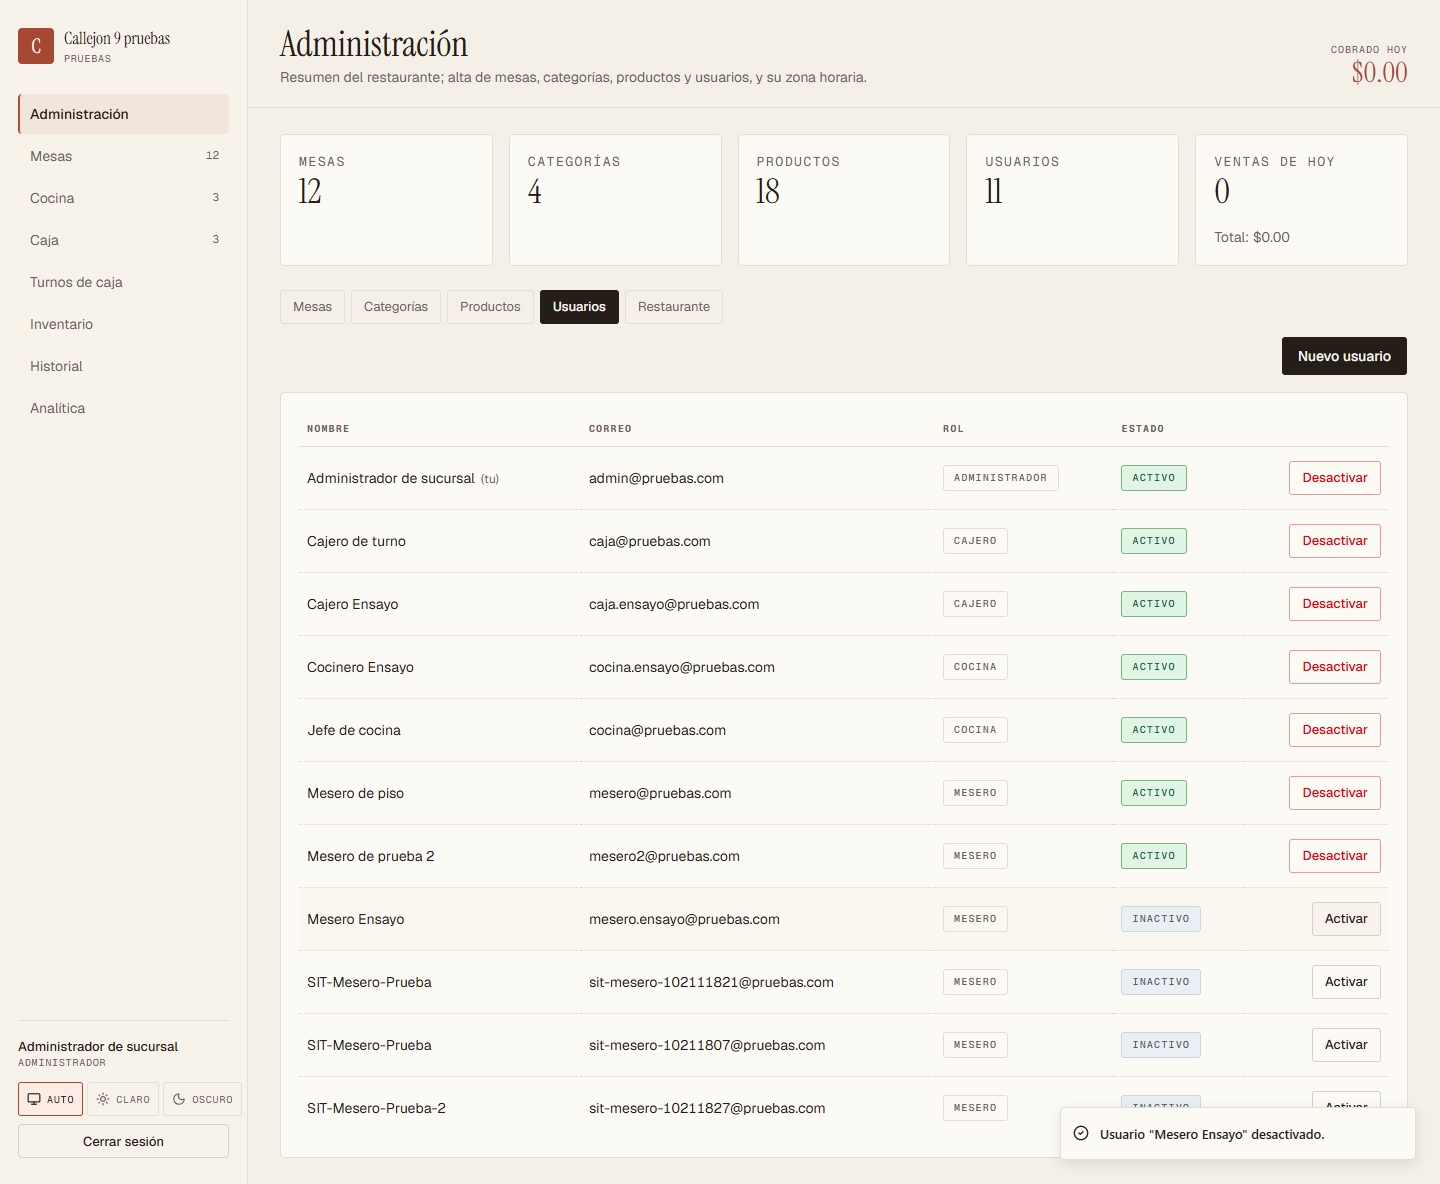 C
Callejon 9 pruebas
PRUEBAS
Administración
Mesas 12
Cocina 3
Caja 3
Turnos de caja
Inventario
Historial
Analítica
Administrador de sucursal
ADMINISTRADOR
AUTO CLARO OSCURO
Cerrar sesión
Administración
Resumen del restaurante; alta de mesas, categorías, productos y usuarios, y su zona horaria.
COBRADO HOY
$0.00
MESAS
12
CATEGORÍAS
4
PRODUCTOS
18
USUARIOS
11
VENTAS DE HOY
0
Total: $0.00
Mesas Categorías Productos Usuarios Restaurante
Nuevo usuario
NOMBRE CORREO ROL ESTADO
Administrador de sucursal (tu) admin@pruebas.com ADMINISTRADOR ACTIVO Desactivar
Cajero de turno caja@pruebas.com CAJERO ACTIVO Desactivar
Cajero Ensayo caja.ensayo@pruebas.com CAJERO ACTIVO Desactivar
Cocinero Ensayo cocina.ensayo@pruebas.com COCINA ACTIVO Desactivar
Jefe de cocina cocina@pruebas.com COCINA ACTIVO Desactivar
Mesero de piso mesero@pruebas.com MESERO ACTIVO Desactivar
Mesero de prueba 2 mesero2@pruebas.com MESERO ACTIVO Desactivar
Mesero Ensayo mesero.ensayo@pruebas.com MESERO INACTIVO Activar
SIT-Mesero-Prueba sit-mesero-102111821@pruebas.com MESERO INACTIVO Activar
SIT-Mesero-Prueba sit-mesero-10211807@pruebas.com MESERO INACTIVO Activar
SIT-Mesero-Prueba-2 sit-mesero-10211827@pruebas.com MESERO INACTIVO Activar
Usuario "Mesero Ensayo" desactivado.